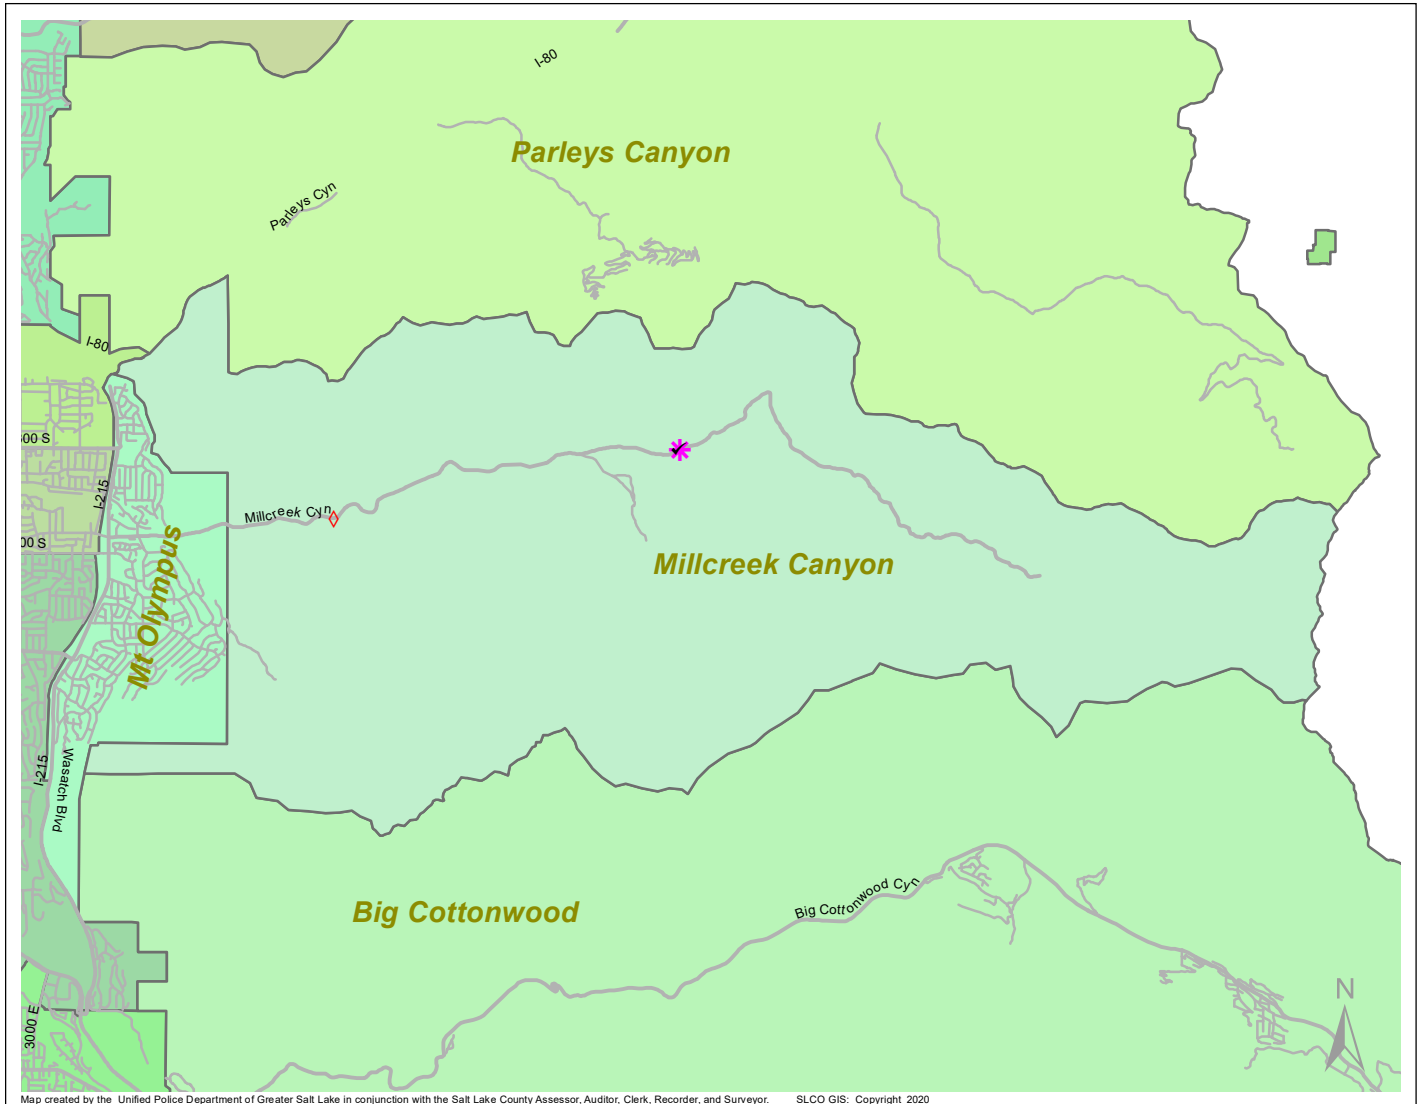 I-80
Parleys Canyon
Parleys Cyn
I-80
I-215
Millcreek Cyn
Millcreek Canyon
Mt Olympus
I-215
Wasatch Blvd
Big Cottonwood Cyn
Big Cottonwood
N
3000 E
Map created by the Unified Police Department of Greater Salt Lake in conjunction with the Salt Lake County Assessor, Auditor, Clerk, Recorder, and Surveyor. SLCO GIS: Copyright 2020